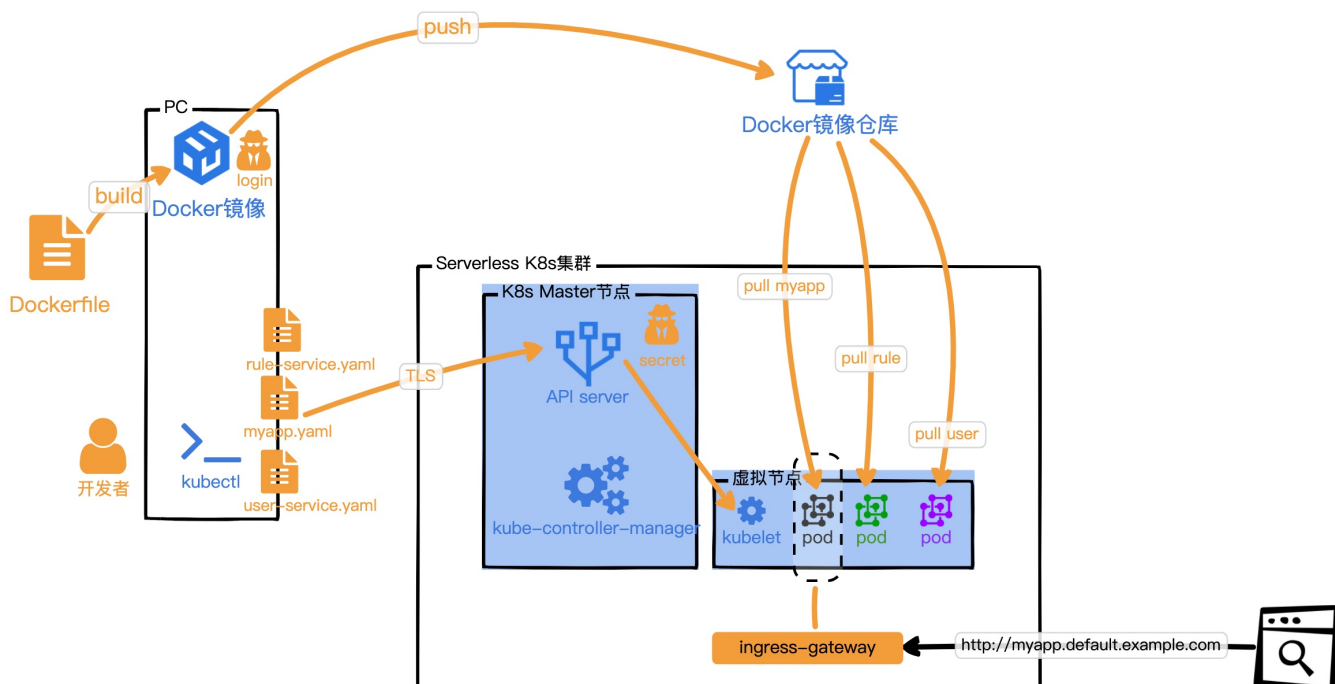 push
PC
login
build
Docker镜像
Dockerfile
Docker镜像仓库
Serverless K8s集群
K8s Master节点
pull myapp
rule-service.yaml
TLS
secret
pull rule
API server
myapp.yaml
pull user
开发者
kubectl
user-service.yaml
虚拟节点
kube-controller-manager
kubelet
pod
pod
pod
ingress-gateway
http://myapp.default.example.com